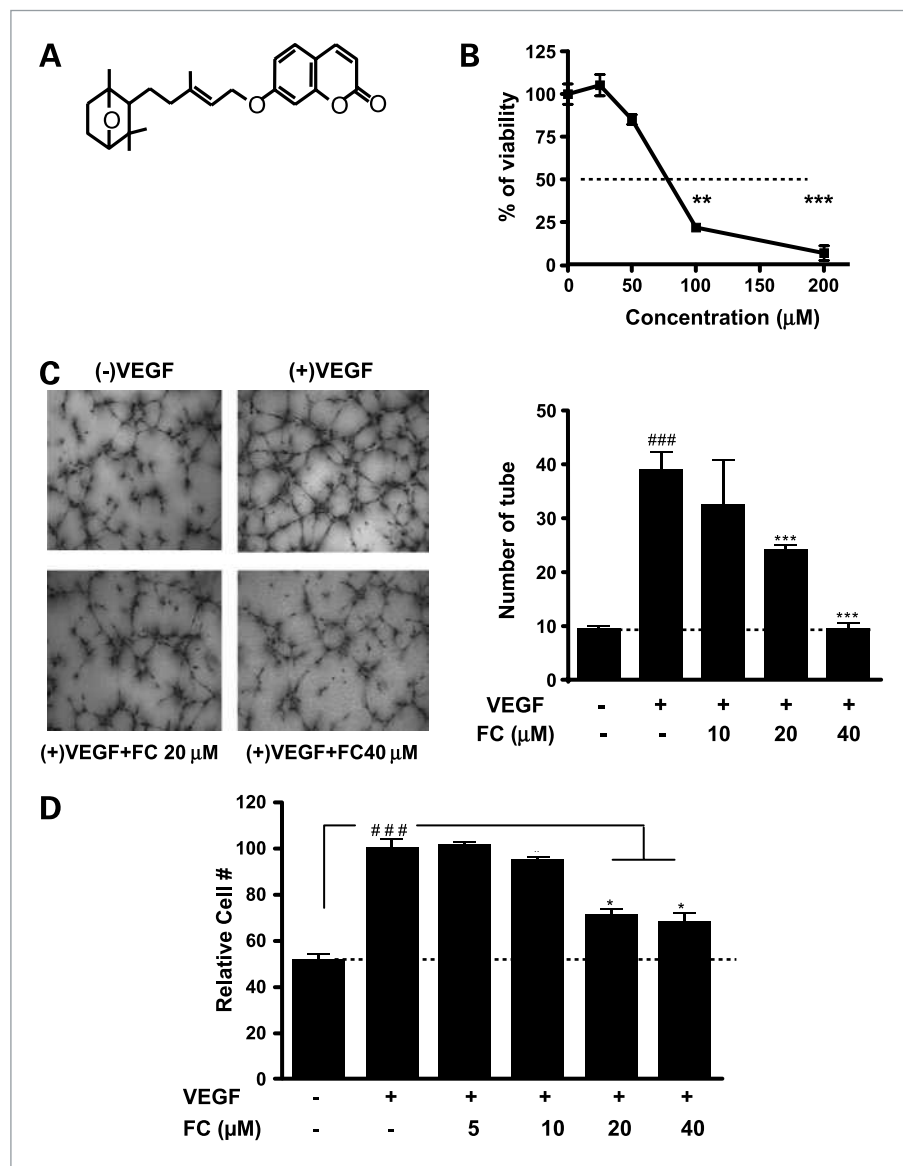 A
O
O
O
O
B
125
100
75
50
25
0
% of viability
**
***
0
50
100
150
200
Concentration (μM)
C
(-)VEGF
(+)VEGF
(+)VEGF+FC 20 μM
(+)VEGF+FC40 μM
50
40
30
20
10
0
Number of tube
###
***
***
VEGF - + + + +
FC (μM) - - 10 20 40
D
120
100
80
60
40
20
0
Relative Cell #
###
*
*
VEGF - + + + + +
FC (μM) - - 5 10 20 40